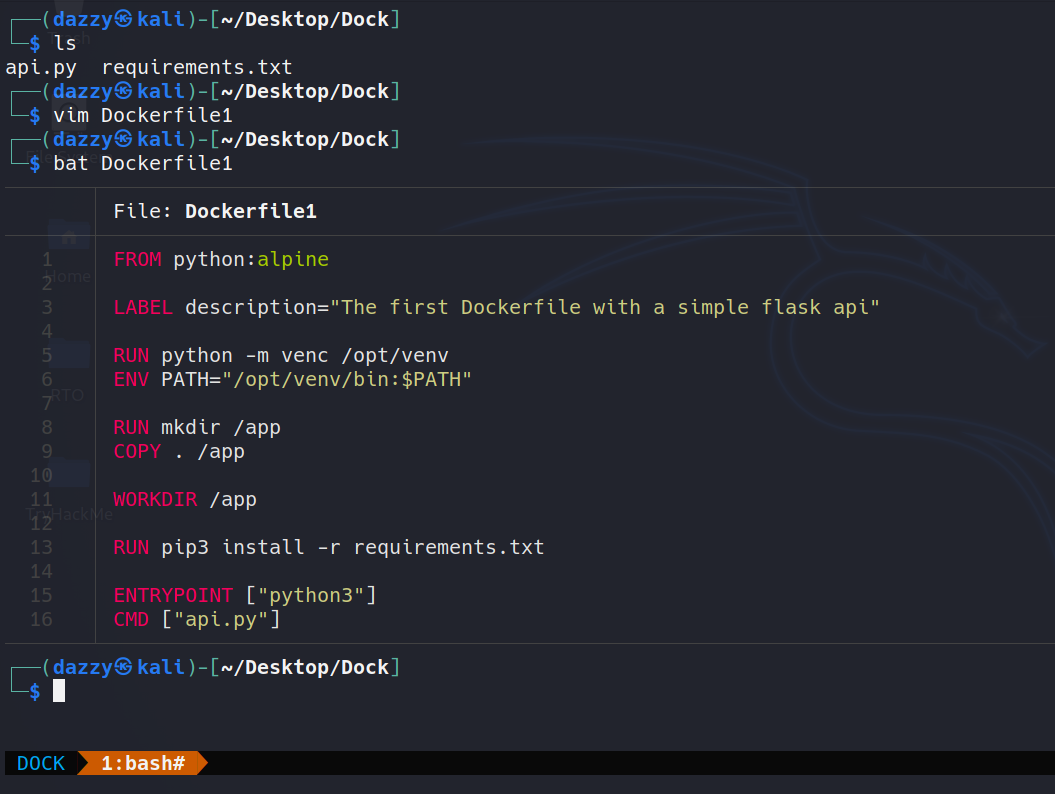 (dazzy㉿kali)-[~/Desktop/Dock]
$ ls
api.py  requirements.txt
(dazzy㉿kali)-[~/Desktop/Dock]
$ vim Dockerfile1
(dazzy㉿kali)-[~/Desktop/Dock]
$ bat Dockerfile1
File: Dockerfile1
1 FROM python:alpine
2
3 LABEL description="The first Dockerfile with a simple flask api"
4
5 RUN python -m venc /opt/venv
6 ENV PATH="/opt/venv/bin:$PATH"
7
8 RUN mkdir /app
9 COPY . /app
10
11 WORKDIR /app
12
13 RUN pip3 install -r requirements.txt
14
15 ENTRYPOINT ["python3"]
16 CMD ["api.py"]
(dazzy㉿kali)-[~/Desktop/Dock]
$
DOCK 1:bash#
Home
RTO
TryHackMe